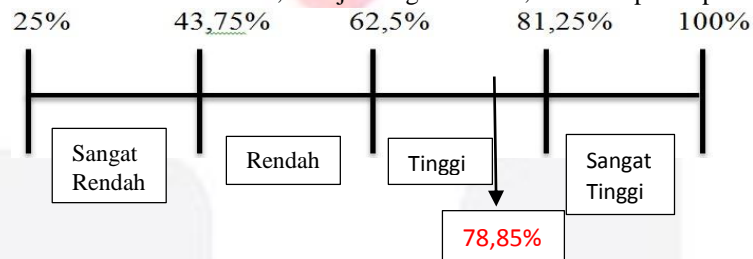 25% 43,75% 62,5% 81,25% 100%
Sangat
Rendah
Rendah
Tinggi
Sangat
Tinggi
78,85%